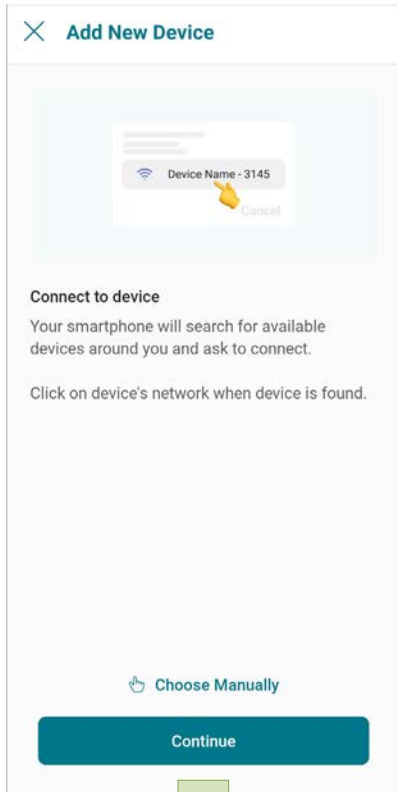 Add New Device
Device Name - 3145
Cancel
Connect to device
Your smartphone will search for available
devices around you and ask to connect.
Click on device's network when device is found.
Choose Manually
Continue